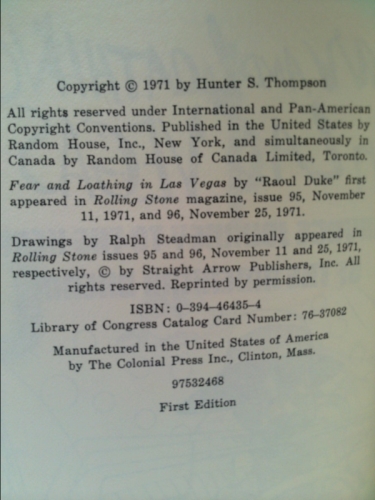 Copyright © 1971 by Hunter S. Thompson
All rights reserved under International and Pan-American
Copyright Conventions. Published in the United States by
Random House, Inc., New York, and simultaneously in
Canada by Random House of Canada Limited, Toronto.
Fear and Loathing in Las Vegas by "Raoul Duke" first
appeared in Rolling Stone magazine, issue 95, November
11, 1971, and 96, November 25, 1971.
Drawings by Ralph Steadman originally appeared in
Rolling Stone issues 95 and 96, November 11 and 25, 1971,
respectively, © by Straight Arrow Publishers, Inc. All
rights reserved. Reprinted by permission.
ISBN: 0-394-46435-4
Library of Congress Catalog Card Number: 76-37082
Manufactured in the United States of America
by The Colonial Press Inc., Clinton, Mass.
97532468
First Edition